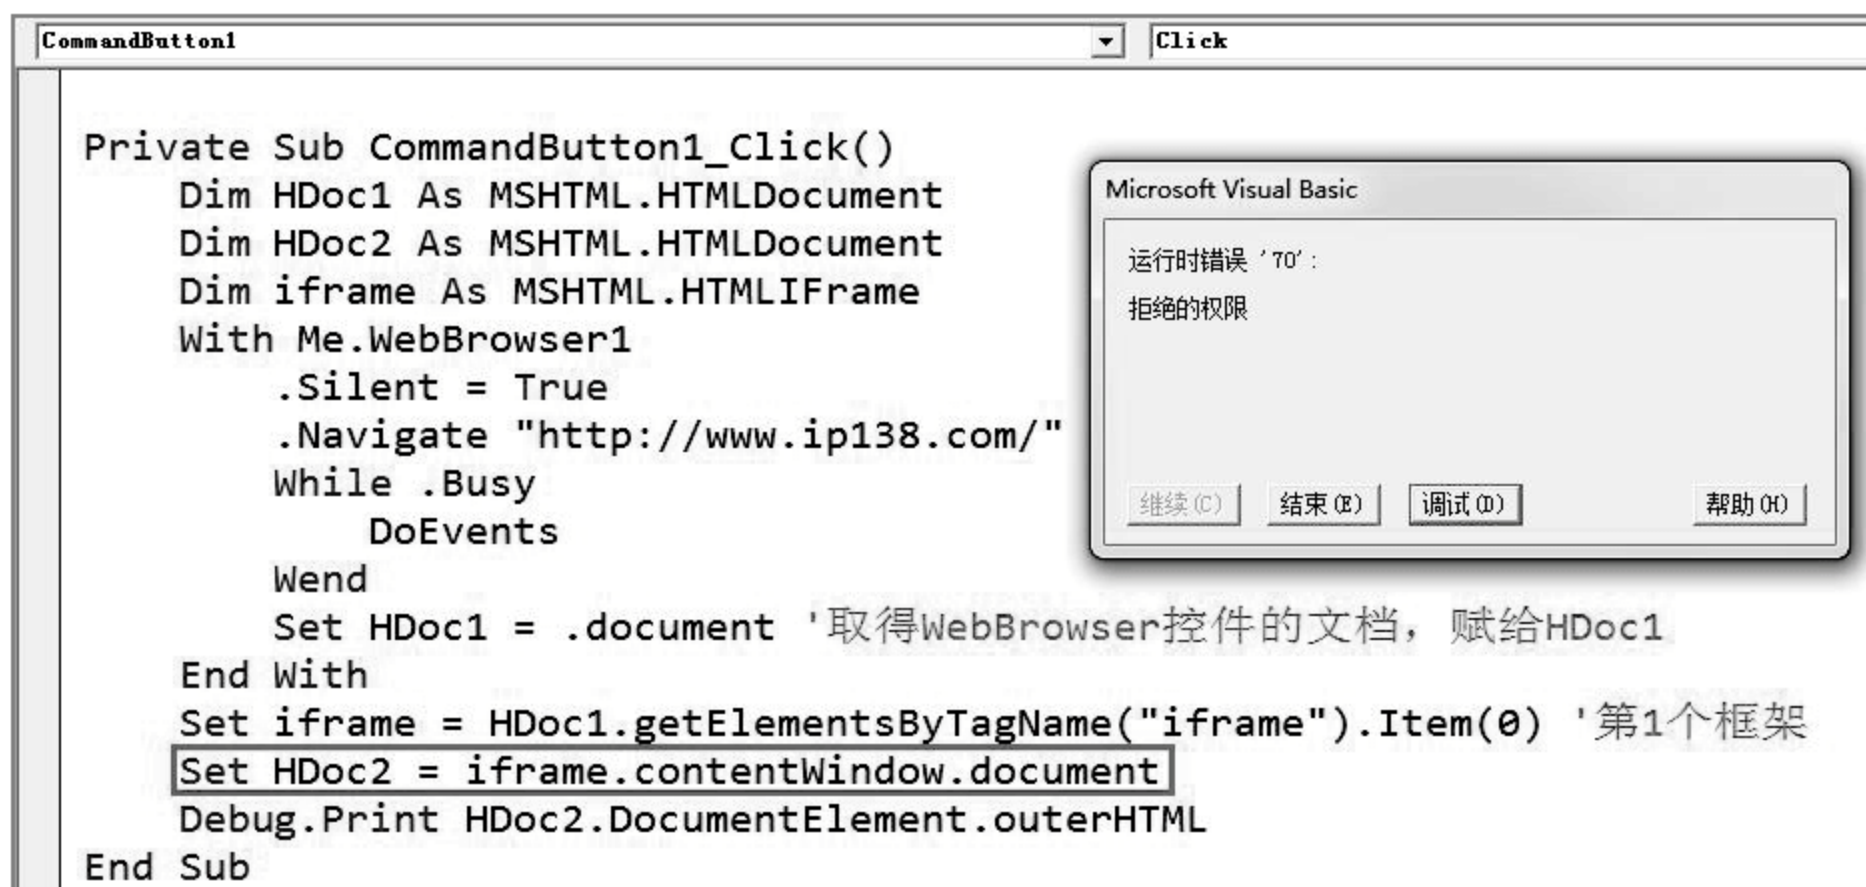 CommandButton1
Click
Private Sub CommandButton1_Click()
Dim HDoc1 As MSHTML.HTMLDocument
Dim HDoc2 As MSHTML.HTMLDocument
Dim iframe As MSHTML.HTMLIFrame
With Me.WebBrowser1
.Silent = True
.Navigate "http://www.ip138.com/"
While .Busy
DoEvents
Wend
Set HDoc1 = .document '取得WebBrowser控件的文档，赋给HDoc1
End With
Set iframe = HDoc1.getElementsByTagName("iframe").Item(0) '第1个框架
Set HDoc2 = iframe.contentWindow.document
Debug.Print HDoc2.DocumentElement.outerHTML
End Sub
Microsoft Visual Basic
运行时错误 '70':
拒绝的权限
继续(C)
结束(E)
调试(D)
帮助(H)